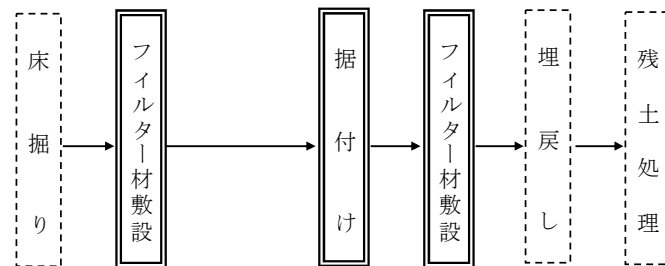 床掘り
フィルター材敷設
据付け
フィルター材敷設
埋戻し
残土処理